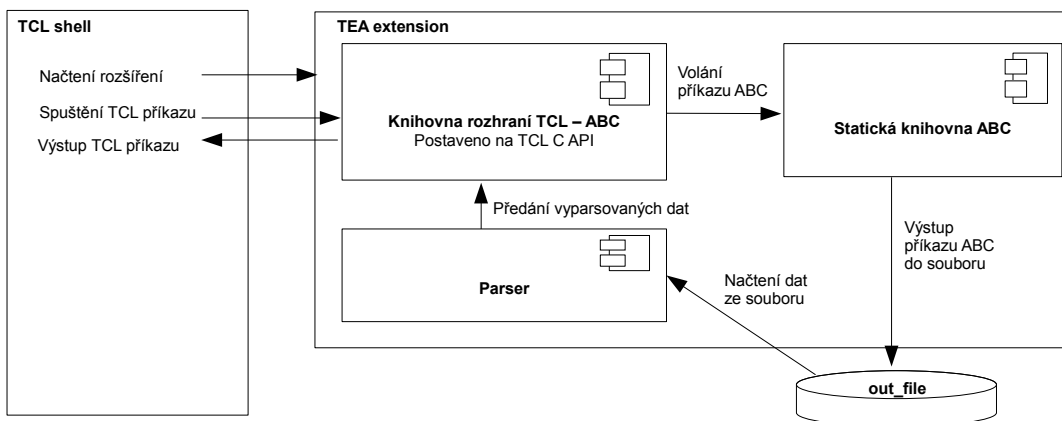 TCL shell
Načtení rozšíření
Spuštění TCL příkazu
Výstup TCL příkazu
TEA extension
Knihovna rozhraní TCL – ABC
Postaveno na TCL C API
Volání
příkazu ABC
Statická knihovna ABC
Předání vyparsovaných dat
Parser
Načtení dat
ze souboru
Výstup
příkazu ABC
do souboru
out_file